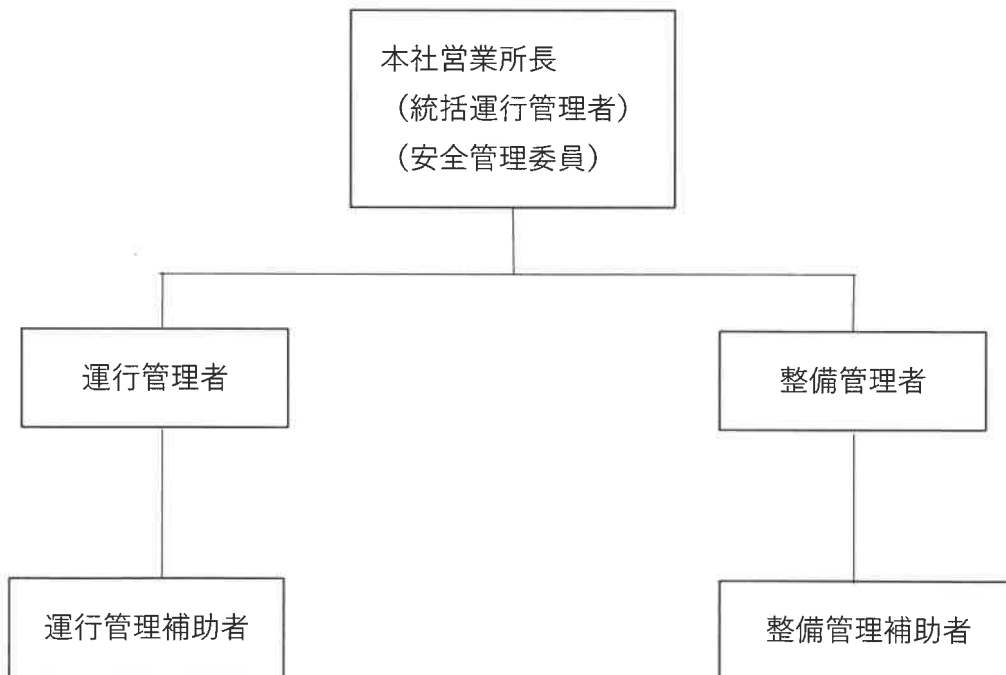 本社営業所長
（統括運行管理者）
（安全管理委員）
運行管理者
整備管理者
運行管理補助者
整備管理補助者